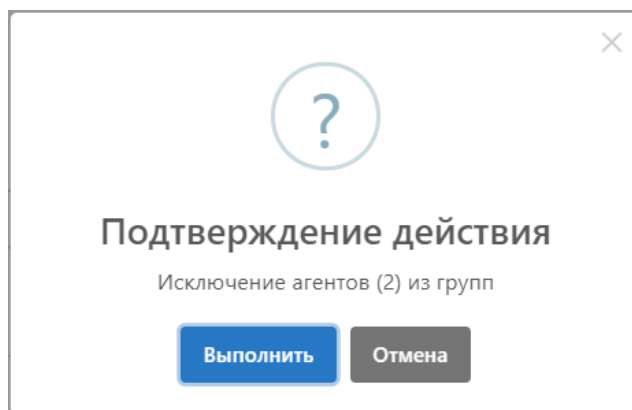 ?
Подтверждение действия
Исключение агентов (2) из групп
Выполнить
Отмена